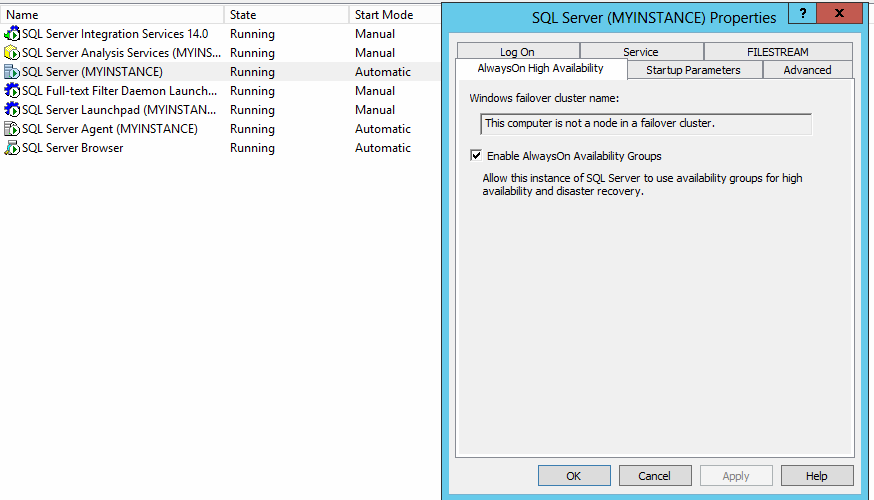 Name State Start Mode
SQL Server Integration Services 14.0 Running Manual
SQL Server Analysis Services (MYINS... Running Manual
SQL Server (MYINSTANCE) Running Automatic
SQL Full-text Filter Daemon Launch... Running Manual
SQL Server Launchpad (MYINSTAN... Running Manual
SQL Server Agent (MYINSTANCE) Running Automatic
SQL Server Browser Running Automatic
SQL Server (MYINSTANCE) Properties ? x
Log On Service FILESTREAM
AlwaysOn High Availability Startup Parameters Advanced
Windows failover cluster name:
This computer is not a node in a failover cluster.
Enable AlwaysOn Availability Groups
Allow this instance of SQL Server to use availability groups for high
availability and disaster recovery.
OK Cancel Apply Help